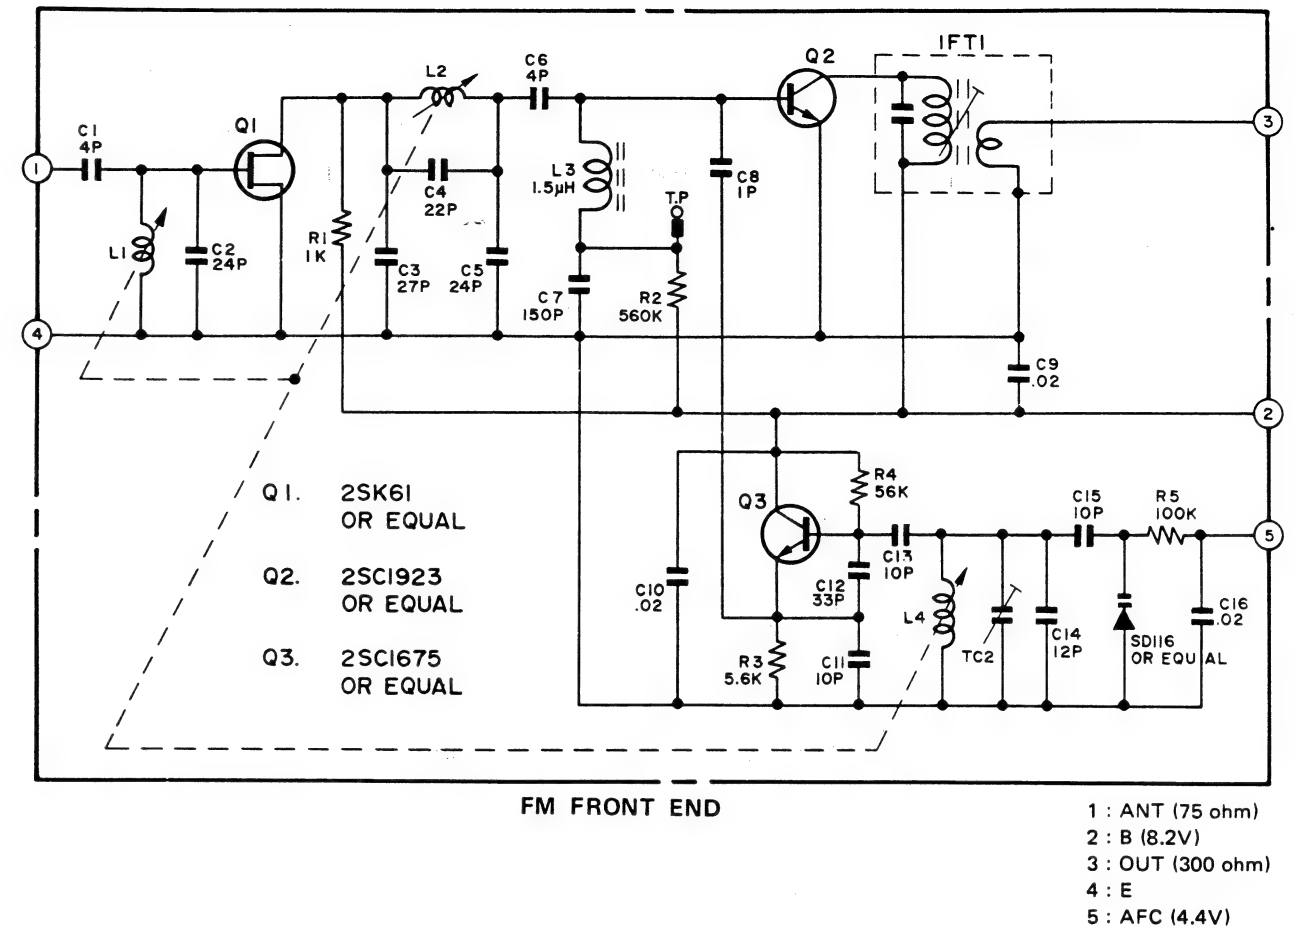 IFT1
Q2
C6
4P
L2
Q1
C1
4P
3
1
C8
1P
L3
1.5µH
T.P
C4
22P
R1
1K
L1
C2
24P
C3
27P
C5
24P
C7
150P
R2
560K
4
C9
.02
2
Q1. 2SK61
OR EQUAL
Q2. 2SC1923
OR EQUAL
Q3. 2SC1675
OR EQUAL
Q3
R4
56K
C15
10P
R5
100K
5
C13
10P
C12
33P
C10
.02
L4
TC2
C14
12P
SD116
OR EQUAL
C16
.02
R3
5.6K
C11
10P
FM FRONT END
1 : ANT (75 ohm)
2 : B (8.2V)
3 : OUT (300 ohm)
4 : E
5 : AFC (4.4V)